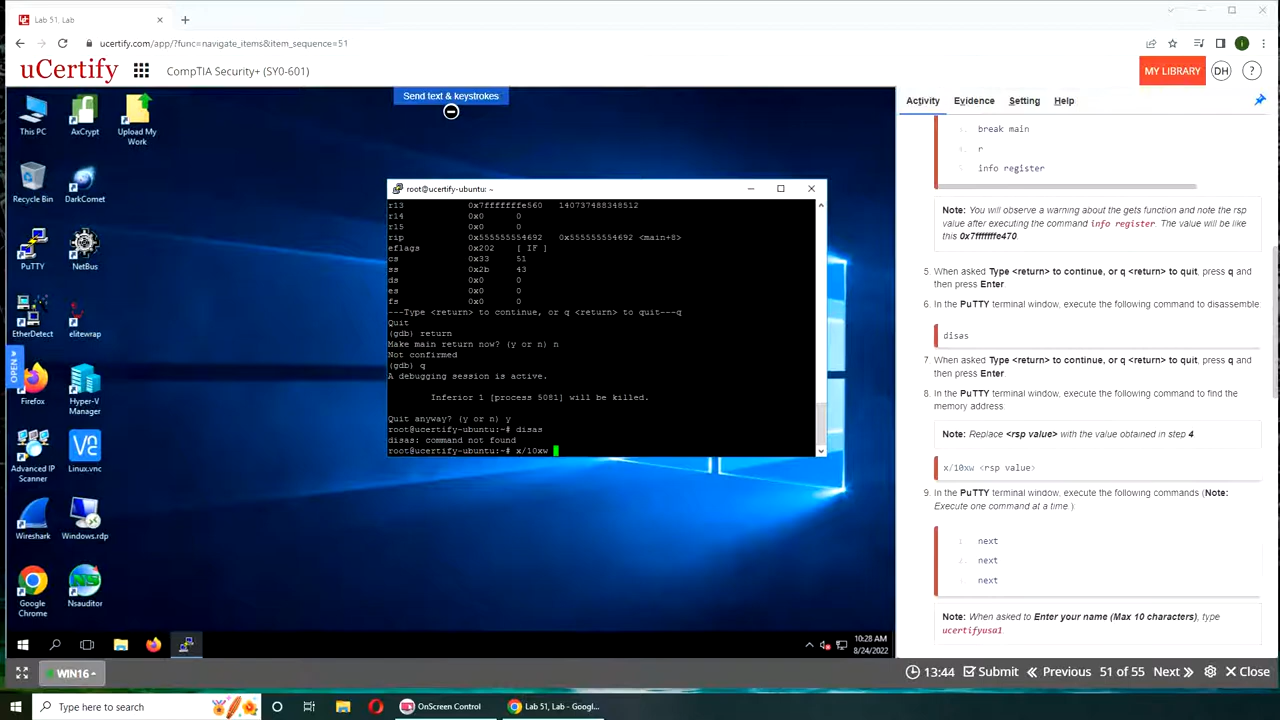 Lab 51, Lab
ucertify.com/app/?func=navigate_items&item_sequence=51
i
uCertify
CompTIA Security+ (SY0-601)
MY LIBRARY
DH
?
Send text & keystrokes
This PC
AxCrypt
Upload My Work
Recycle Bin
DarkComet
PuTTY
NetBus
EtherDetect
elitewrap
OPEN
Firefox
Hyper-V Manager
Advanced IP Scanner
Linux.vnc
Wireshark
Windows.rdp
Google Chrome
Nsauditor
root@ucertify-ubuntu: ~
r13 0x7fffffffe560 140737488348512
r14 0x0 0
r15 0x0 0
rip 0x555555554692 0x555555554692 <main+8>
eflags 0x202 [ IF ]
cs 0x33 51
ss 0x2b 43
ds 0x0 0
es 0x0 0
fs 0x0 0
---Type <return> to continue, or q <return> to quit---q
Quit
(gdb) return
Make main return now? (y or n) n
Not confirmed
(gdb) q
A debugging session is active.
Inferior 1 [process 5081] will be killed.
Quit anyway? (y or n) y
root@ucertify-ubuntu:~# disas
disas: command not found
root@ucertify-ubuntu:~# x/10xw
10:28 AM
8/24/2022
Activity
Evidence
Setting
Help
break main
4. r
info register
Note: You will observe a warning about the gets function and note the rsp
value after executing the command info register. The value will be like
this 0x7fffffffe470.
5. When asked Type <return> to continue, or q <return> to quit, press q and
then press Enter.
6. In the PuTTY terminal window, execute the following command to disassemble:
disas
7. When asked Type <return> to continue, or q <return> to quit, press q and
then press Enter.
8. In the PuTTY terminal window, execute the following command to find the
memory address.
Note: Replace <rsp value> with the value obtained in step 4
x/10xw <rsp value>
9. In the PuTTY terminal window, execute the following commands (Note:
Execute one command at a time ).
1. next
2. next
3. next
Note: When asked to Enter your name (Max 10 characters), type
ucertifyusa1.
WIN16
13:44
Submit
Previous
51 of 55
Next
Close
Type here to search
OnScreen Control
Lab 51, Lab - Googl...